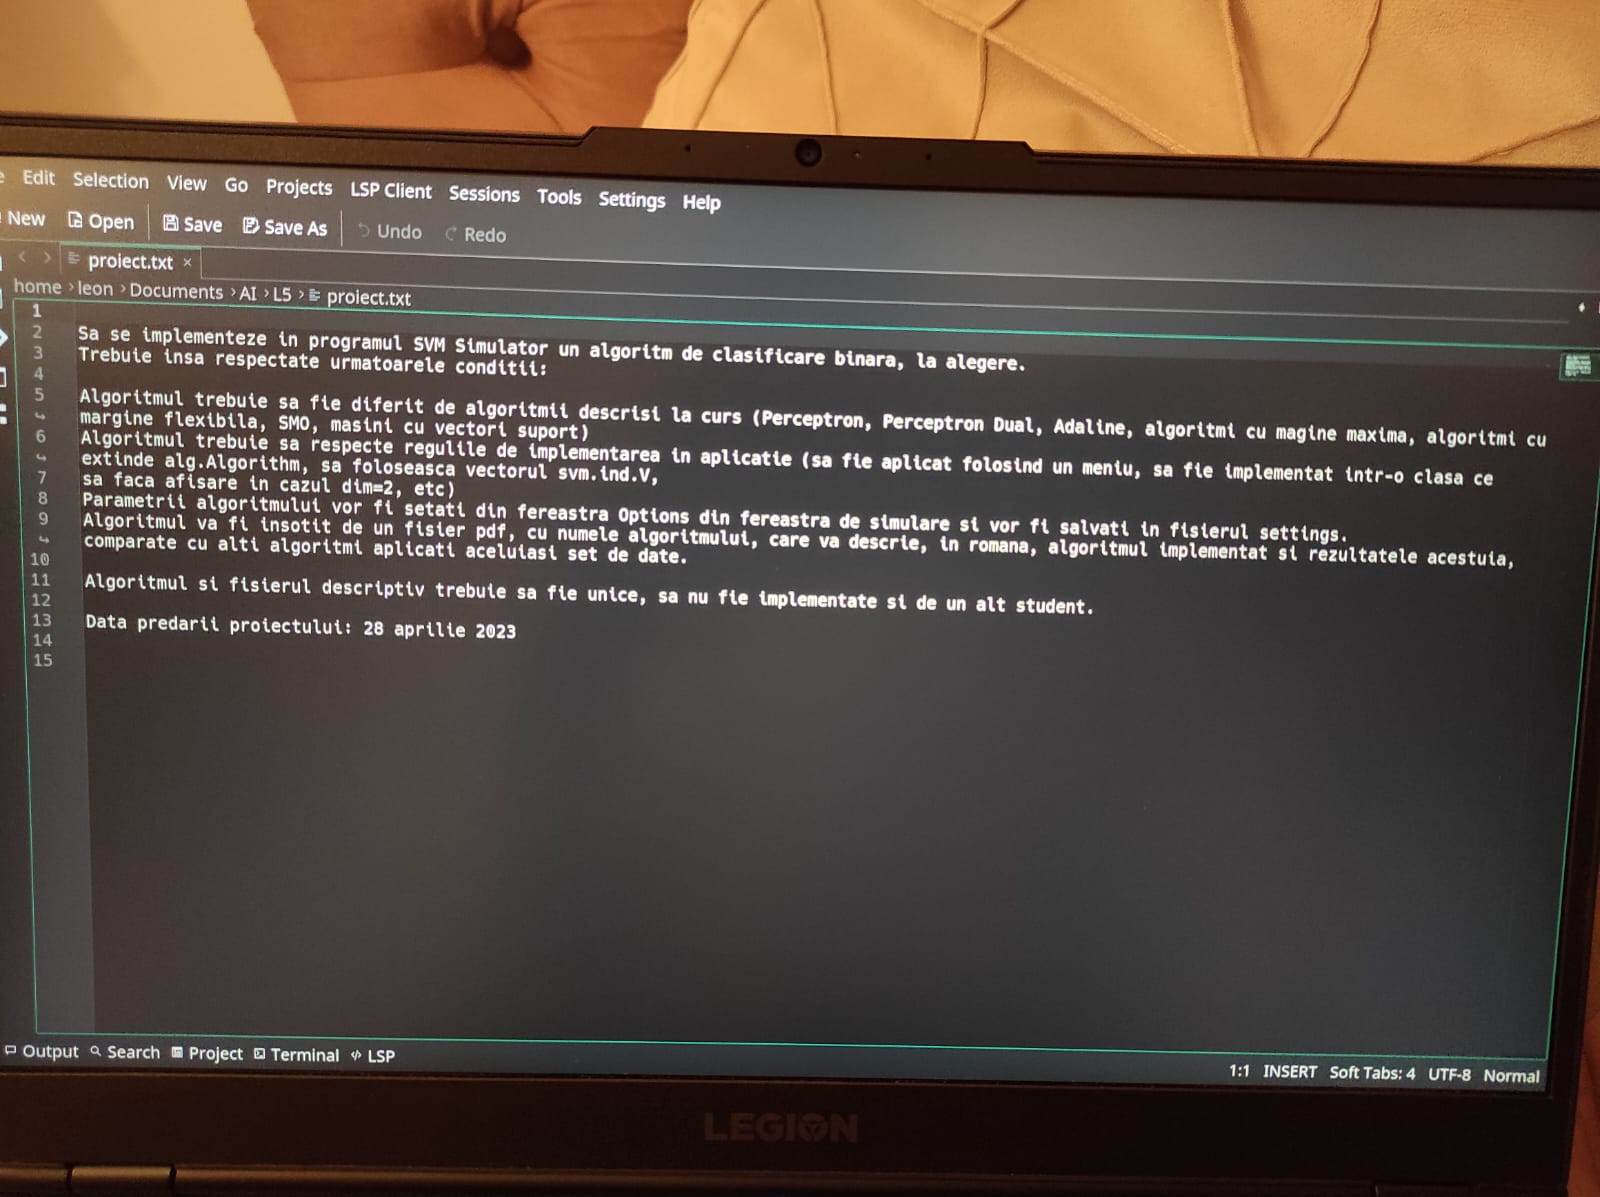 Edit Selection View Go Projects LSP Client Sessions Tools Settings Help
New Open Save Save As Undo Redo
proiect.txt ×
home > leon > Documents > AI > L5 > proiect.txt
1
2 Sa se implementeze in programul SVM Simulator un algoritm de clasificare binara, la alegere.
3 Trebuie insa respectate urmatoarele conditii:
4
5 Algoritmul trebuie sa fie diferit de algoritmii descrisi la curs (Perceptron, Perceptron Dual, Adaline, algoritmi cu magine maxima, algoritmi cu
margine flexibila, SMO, masini cu vectori suport)
6 Algoritmul trebuie sa respecte regulile de implementarea in aplicatie (sa fie aplicat folosind un meniu, sa fie implementat intr-o clasa ce
extinde alg.Algorithm, sa foloseasca vectorul svm.ind.V,
7 sa faca afisare in cazul dim=2, etc)
8 Parametrii algoritmului vor fi setati din fereastra Options din fereastra de simulare si vor fi salvati in fisierul settings.
9 Algoritmul va fi insotit de un fisier pdf, cu numele algoritmului, care va descrie, in romana, algoritmul implementat si rezultatele acestuia,
comparate cu alti algoritmi aplicati aceluiasi set de date.
10
11 Algoritmul si fisierul descriptiv trebuie sa fie unice, sa nu fie implementate si de un alt student.
12
13 Data predarii proiectului: 28 aprilie 2023
14
15
Output Search Project Terminal LSP
1:1 INSERT Soft Tabs: 4 UTF-8 Normal
LEGION